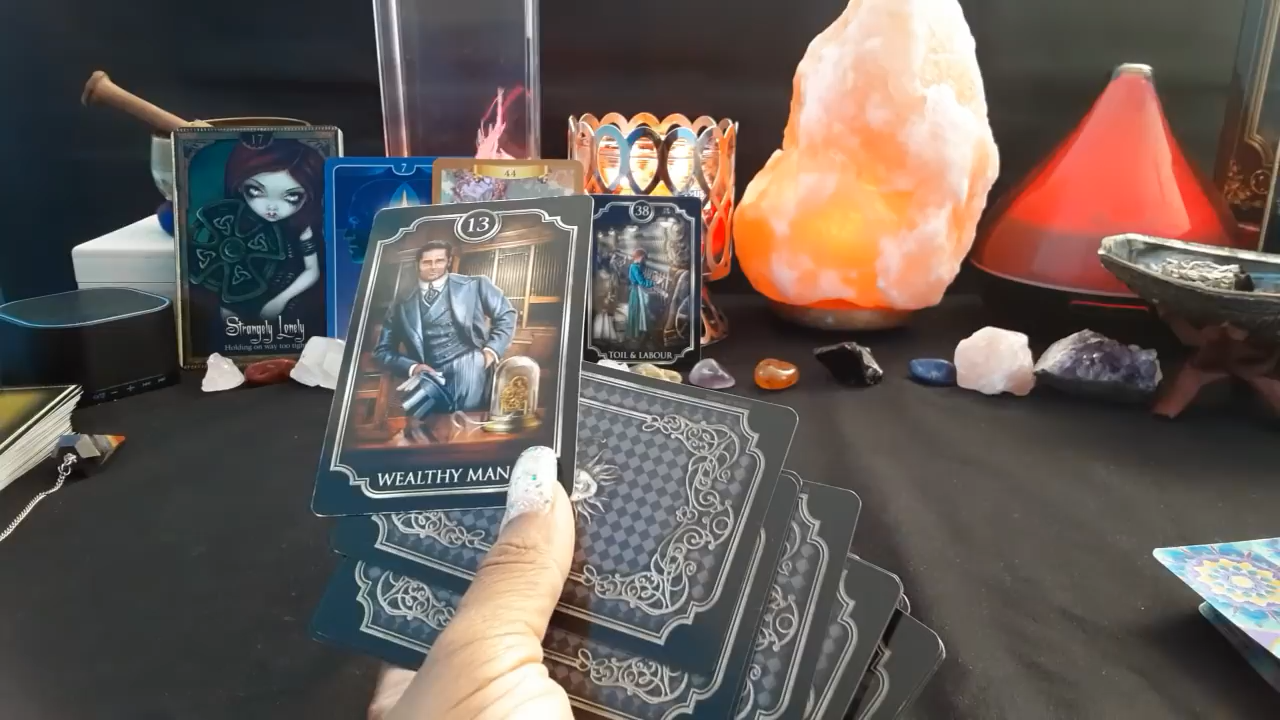 17
Strangely Lonely
Holding on way too tight
7
44
13
WEALTHY MAN
38
TOIL & LABOUR